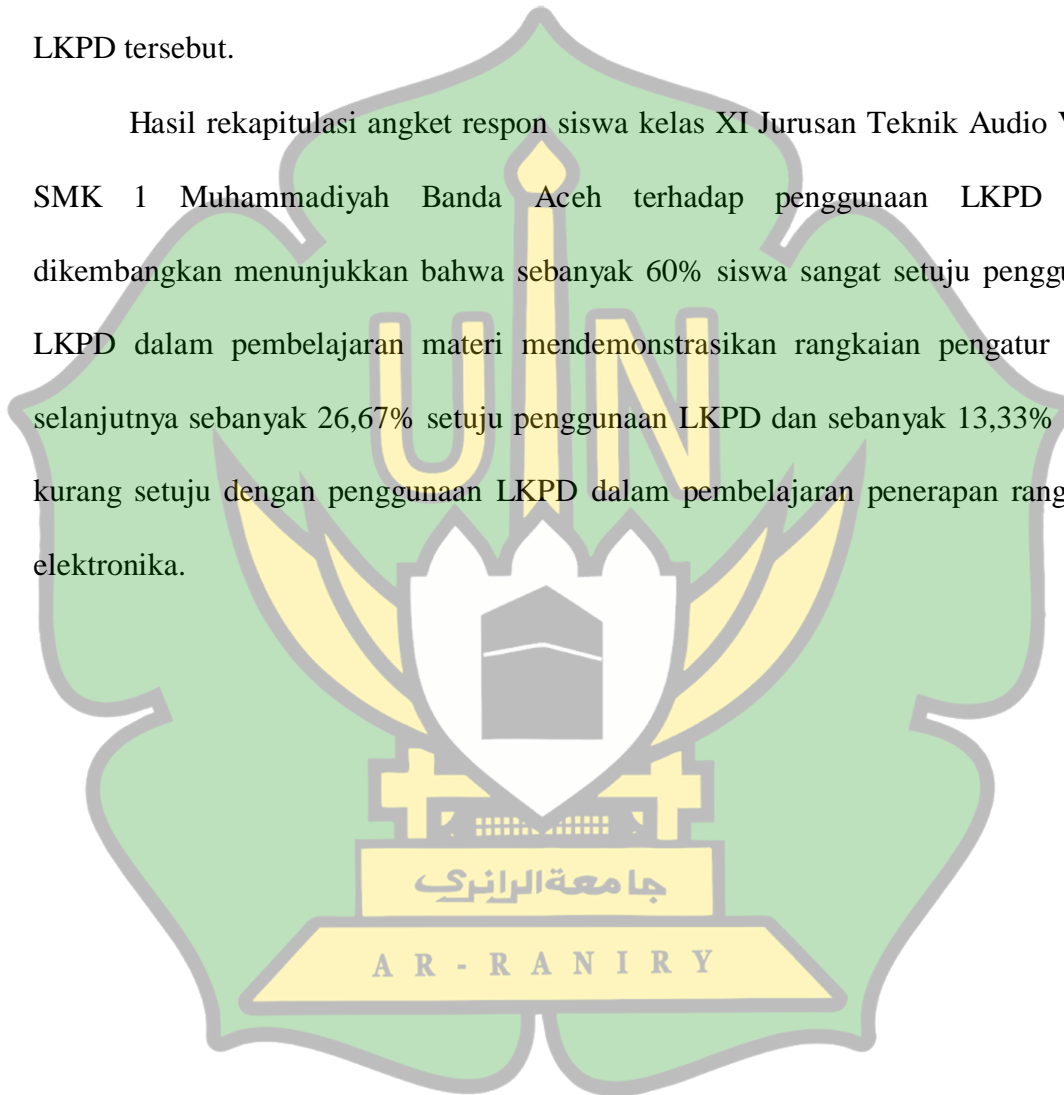 LKPD tersebut.
Hasil rekapitulasi angket respon siswa kelas XI Jurusan Teknik Audio
SMK 1 Muhammadiyah Banda Aceh terhadap penggunaan LKPD
dikembangkan menunjukkan bahwa sebanyak 60% siswa sangat setuju
LKPD dalam pembelajaran materi mendemonstrasikan rangkaian pengatur
selanjutnya sebanyak 26,67% setuju penggunaan LKPD dan sebanyak 13,33%
kurang setuju dengan penggunaan LKPD dalam pembelajaran penerapan
elektronika.
UIN
جامعة الرانري
AR-RANIRY